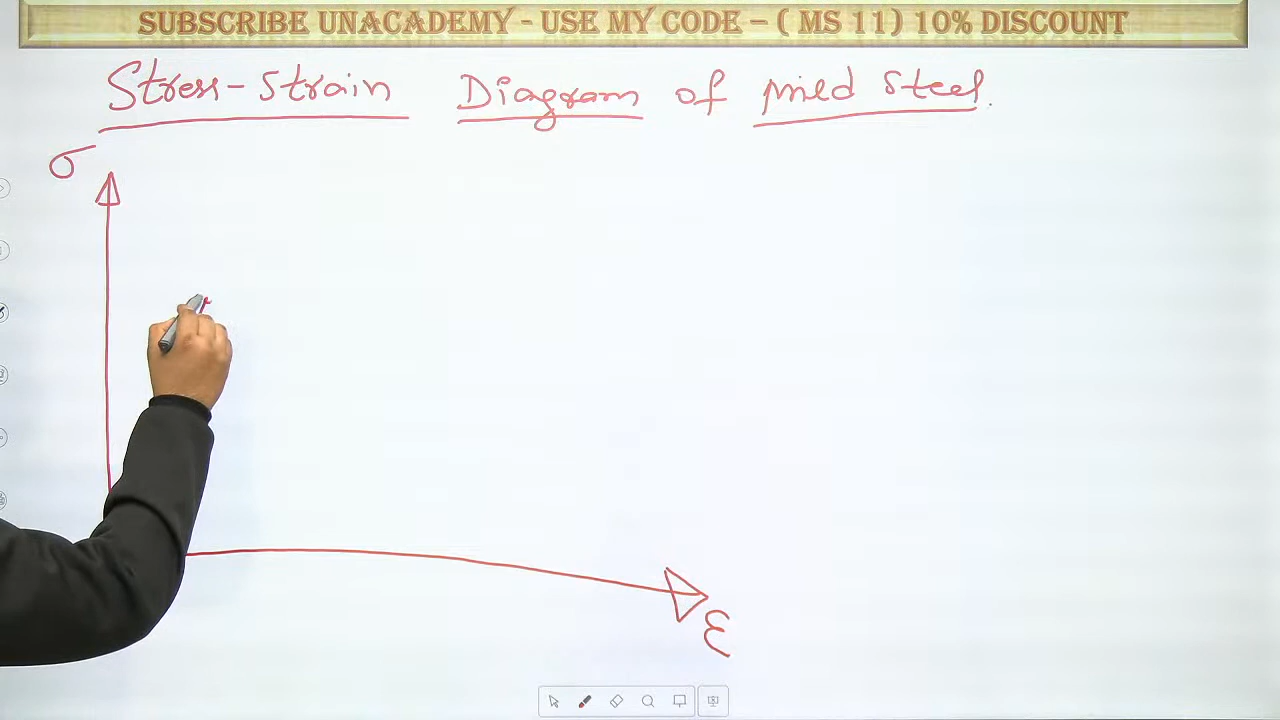 SUBSCRIBE UNACADEMY - USE MY CODE – ( MS 11) 10% DISCOUNT
Stress-Strain Diagram of mild Steel.
σ
ε